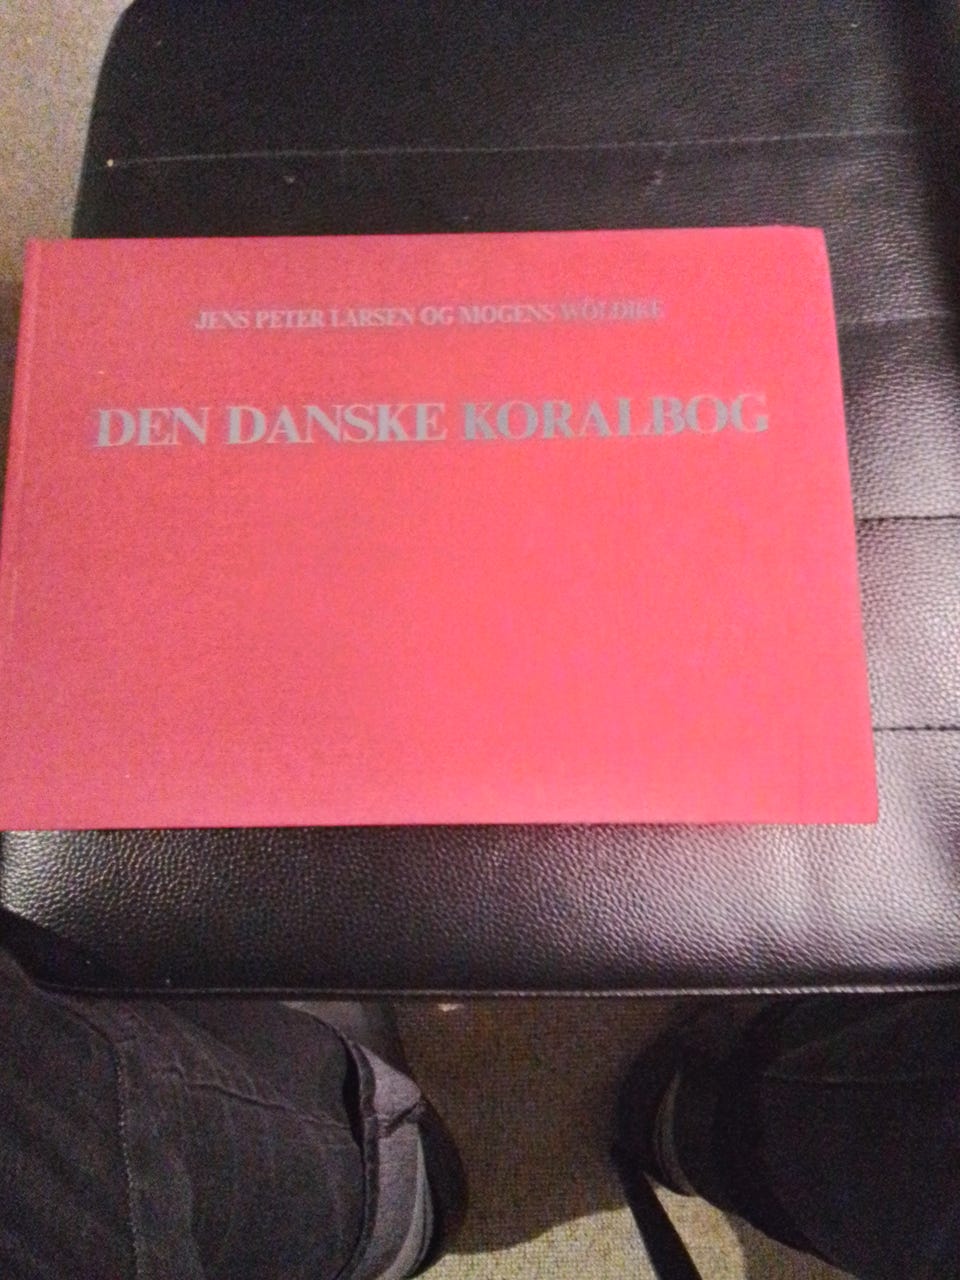 JENS PETER LARSEN OG MOGENS WÖLDIKE
DEN DANSKE KORALBOG